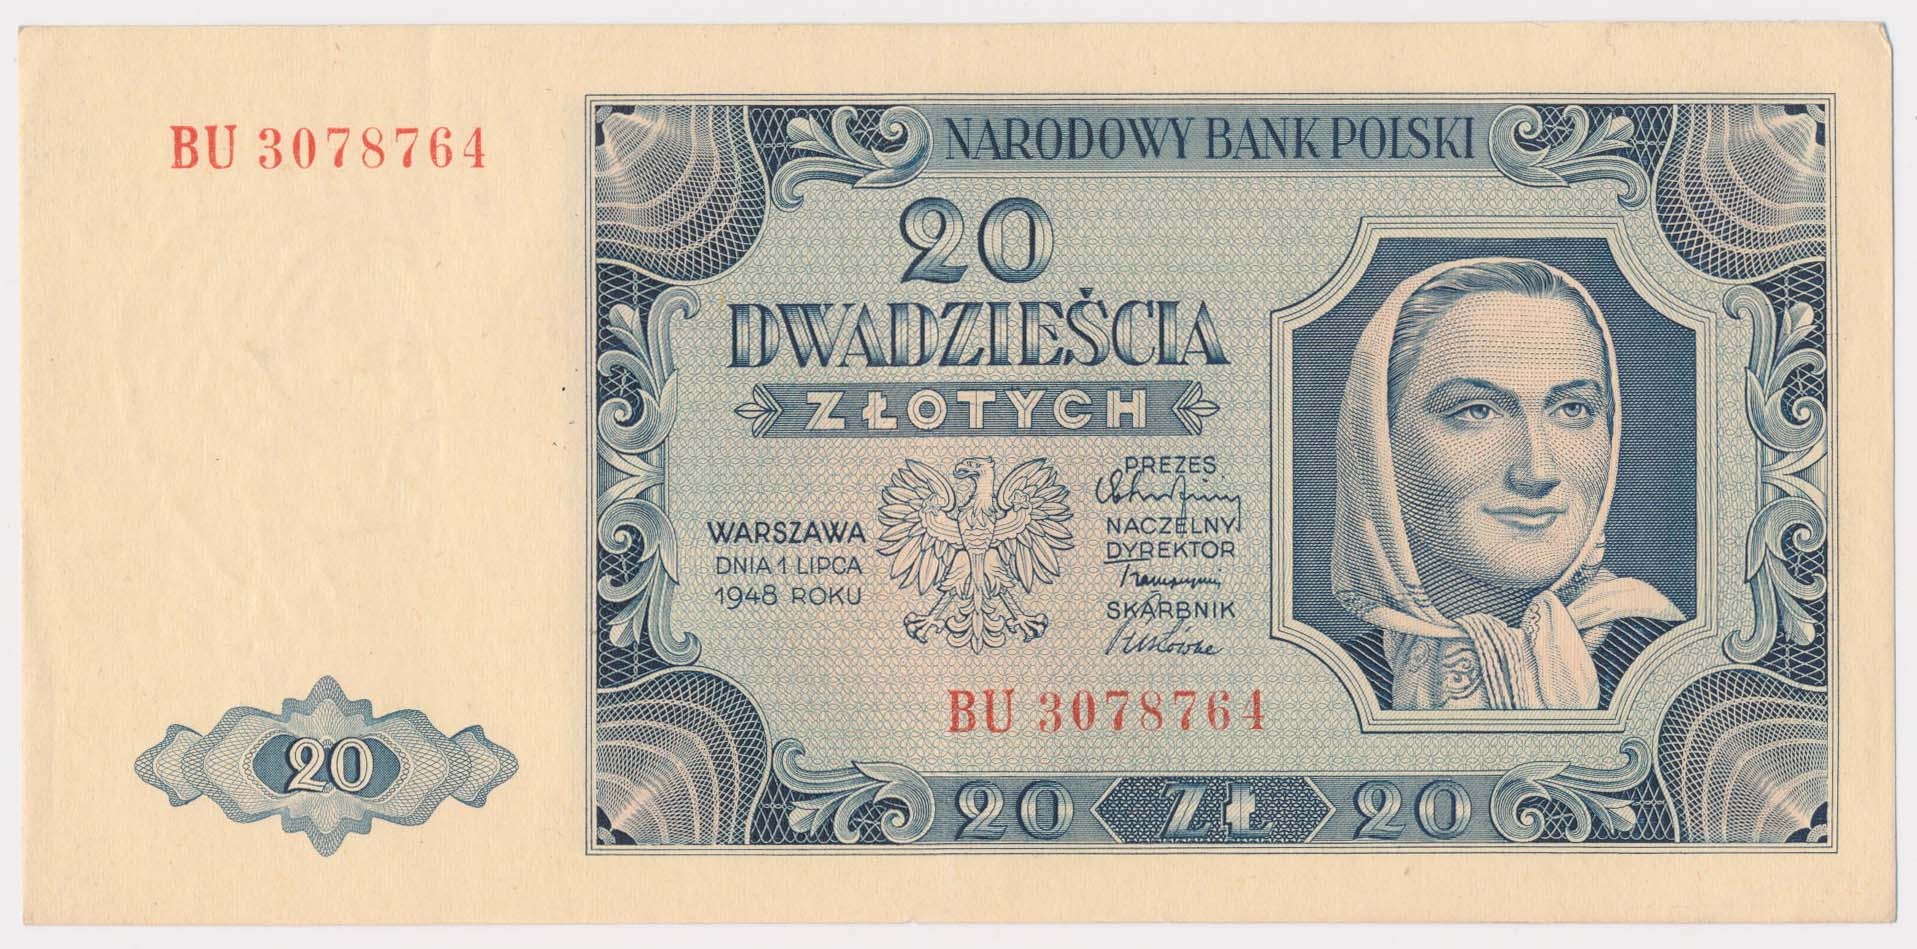 BU 3078764
NARODOWY BANK POLSKI
20
DWADZIEŚCIA
ZŁOTYCH
PREZES
WARSZAWA
DNIA 1 LIPCA
1948 ROKU
NACZELNY
DYREKTOR
SKARBNIK
BU 3078764
20
20 ZŁ 20